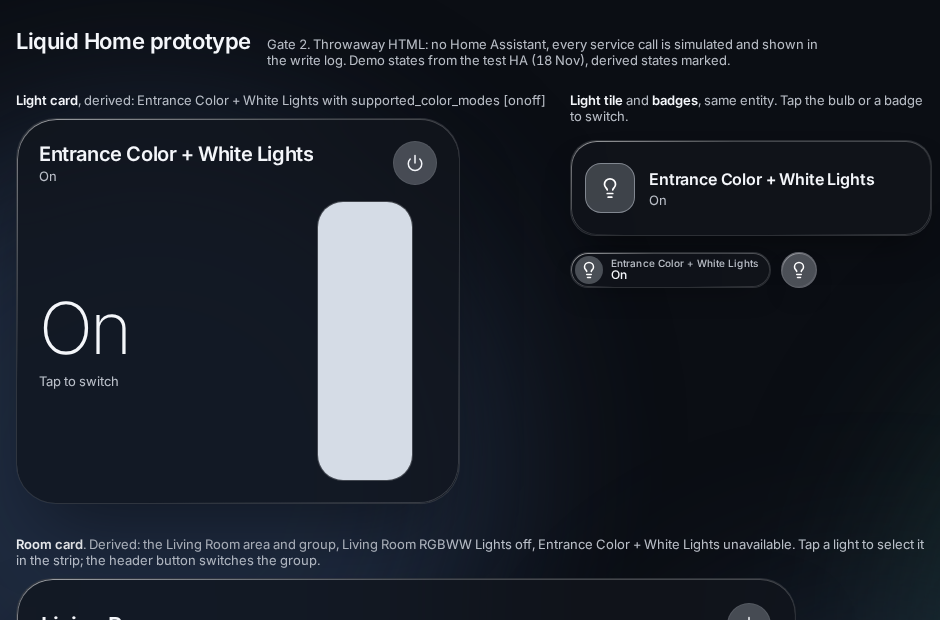 Liquid Home prototype
Gate 2. Throwaway HTML: no Home Assistant, every service call is simulated and shown in
the write log. Demo states from the test HA (18 Nov), derived states marked.
Light card, derived: Entrance Color + White Lights with supported_color_modes [onoff]
Entrance Color + White Lights
On
On
Tap to switch
Light tile and badges, same entity. Tap the bulb or a badge
to switch.
Entrance Color + White Lights
On
Entrance Color + White Lights
On
Room card. Derived: the Living Room area and group, Living Room RGBWW Lights off, Entrance Color + White Lights unavailable. Tap a light to select it
in the strip; the header button switches the group.